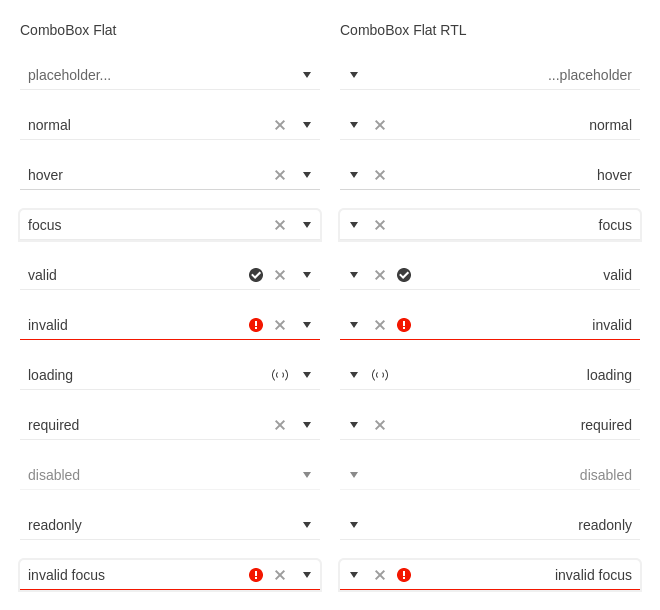 ComboBox Flat
placeholder...
normal
hover
focus
valid
invalid
loading
required
disabled
readonly
invalid focus
ComboBox Flat RTL
...placeholder
normal
hover
focus
valid
invalid
loading
required
disabled
readonly
invalid focus